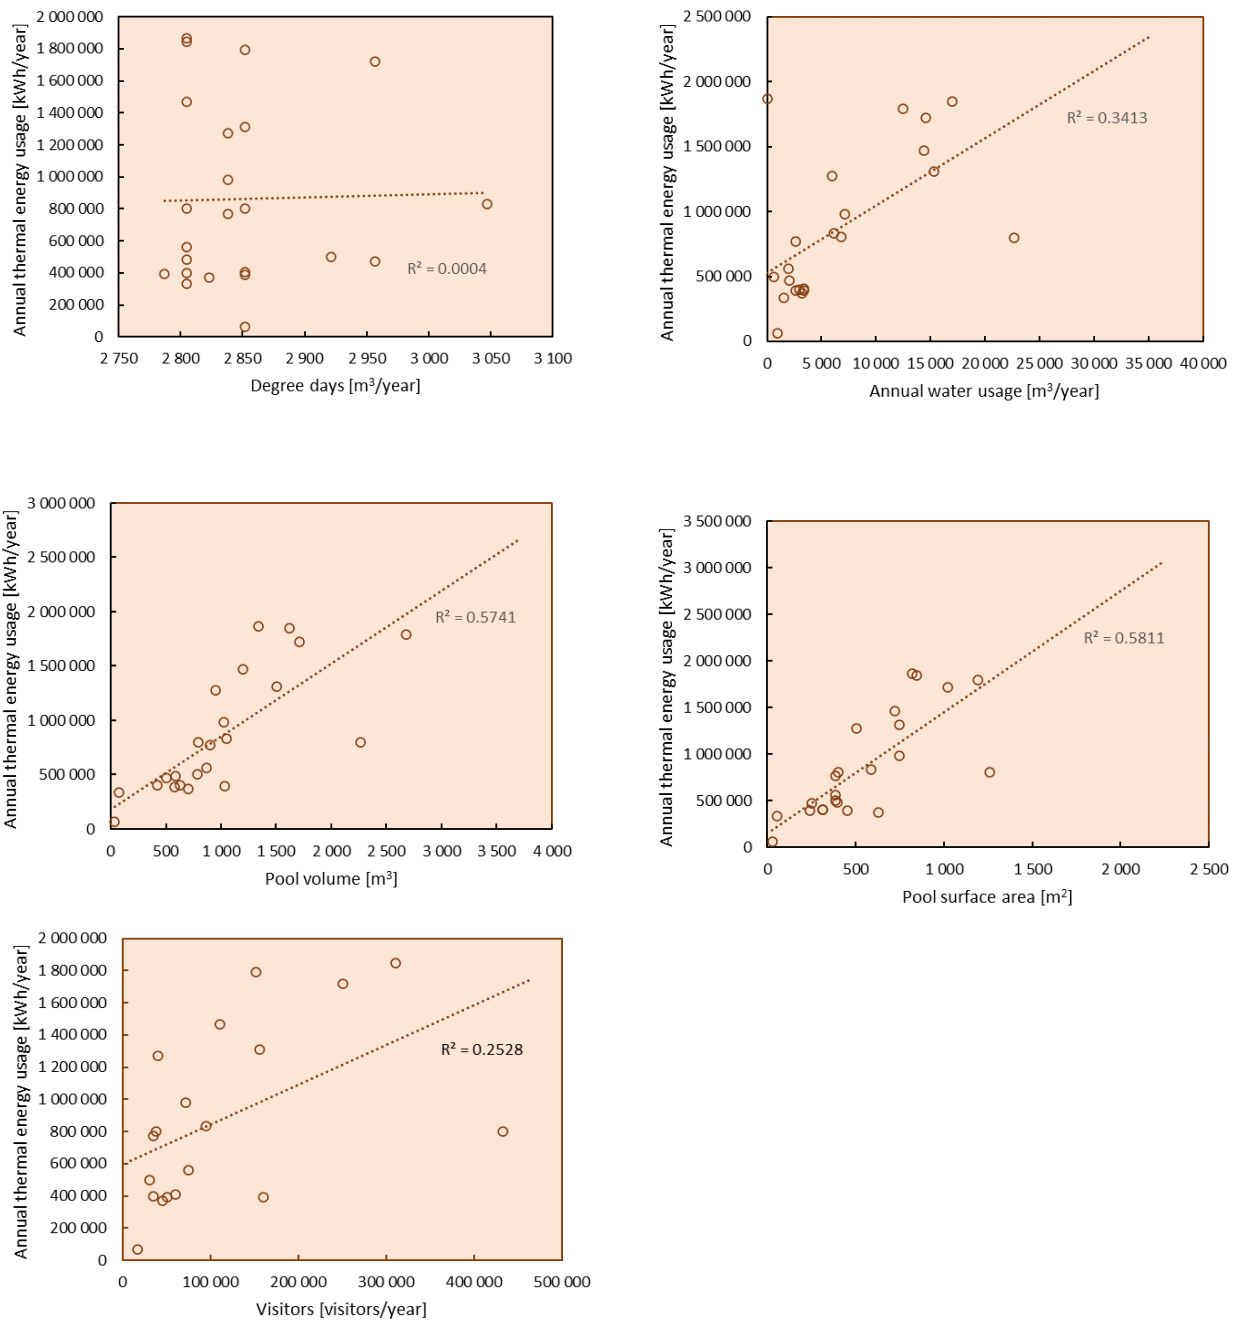 Annual thermal energy usage [kWh/year]
2 000 000
1 800 000
1 600 000
1 400 000
1 200 000
1 000 000
800 000
600 000
400 000
200 000
0
R² = 0.0004
2 750
2 800
2 850
2 900
2 950
3 000
3 050
3 100
Degree days [m³/year]
Annual thermal energy usage [kWh/year]
2 500 000
2 000 000
1 500 000
1 000 000
500 000
0
R² = 0.3413
0
5 000
10 000
15 000
20 000
25 000
30 000
35 000
40 000
Annual water usage [m³/year]
Annual thermal energy usage [kWh/year]
3 000 000
2 500 000
2 000 000
1 500 000
1 000 000
500 000
0
R² = 0.5741
0
500
1 000
1 500
2 000
2 500
3 000
3 500
4 000
Pool volume [m³]
Annual thermal energy usage [kWh/year]
3 500 000
3 000 000
2 500 000
2 000 000
1 500 000
1 000 000
500 000
0
R² = 0.5811
0
500
1 000
1 500
2 000
2 500
Pool surface area [m²]
Annual thermal energy usage [kWh/year]
2 000 000
1 800 000
1 600 000
1 400 000
1 200 000
1 000 000
800 000
600 000
400 000
200 000
0
R² = 0.2528
0
100 000
200 000
300 000
400 000
500 000
Visitors [visitors/year]